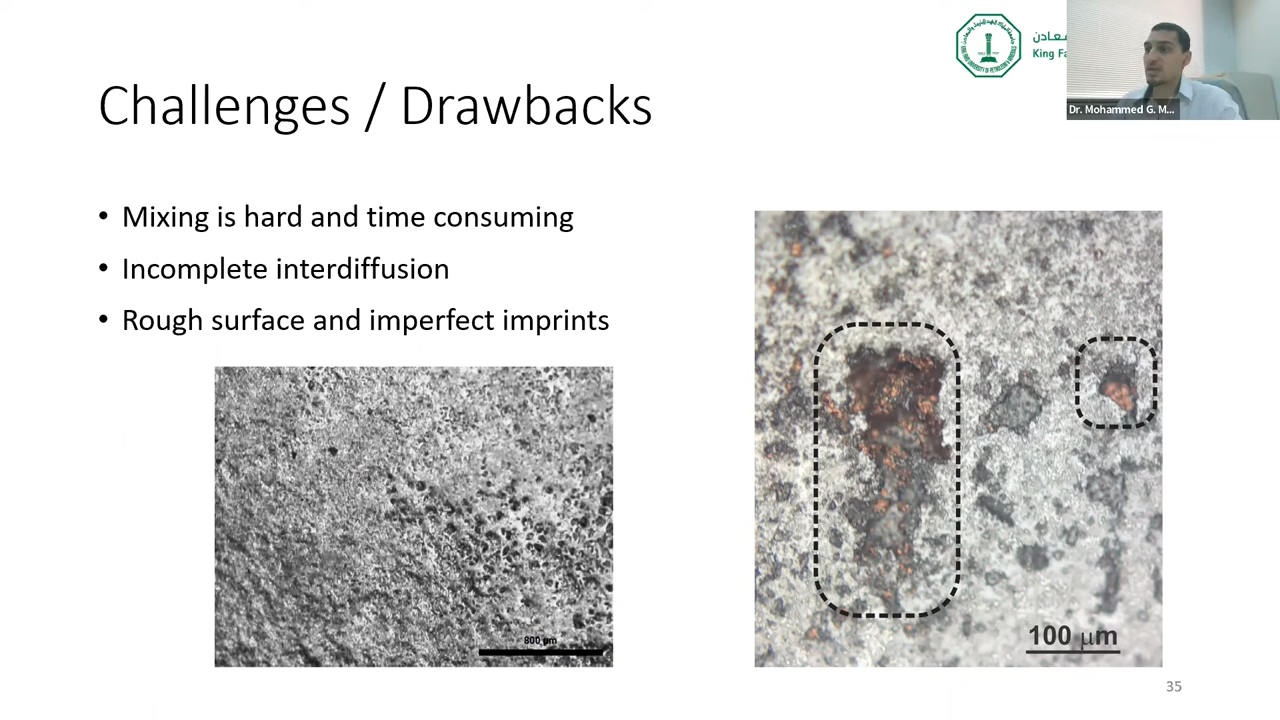 معادن
King Fa
Dr. Mohammed G. M...
Challenges / Drawbacks
• Mixing is hard and time consuming
• Incomplete interdiffusion
• Rough surface and imperfect imprints
800 µm
100 µm
35